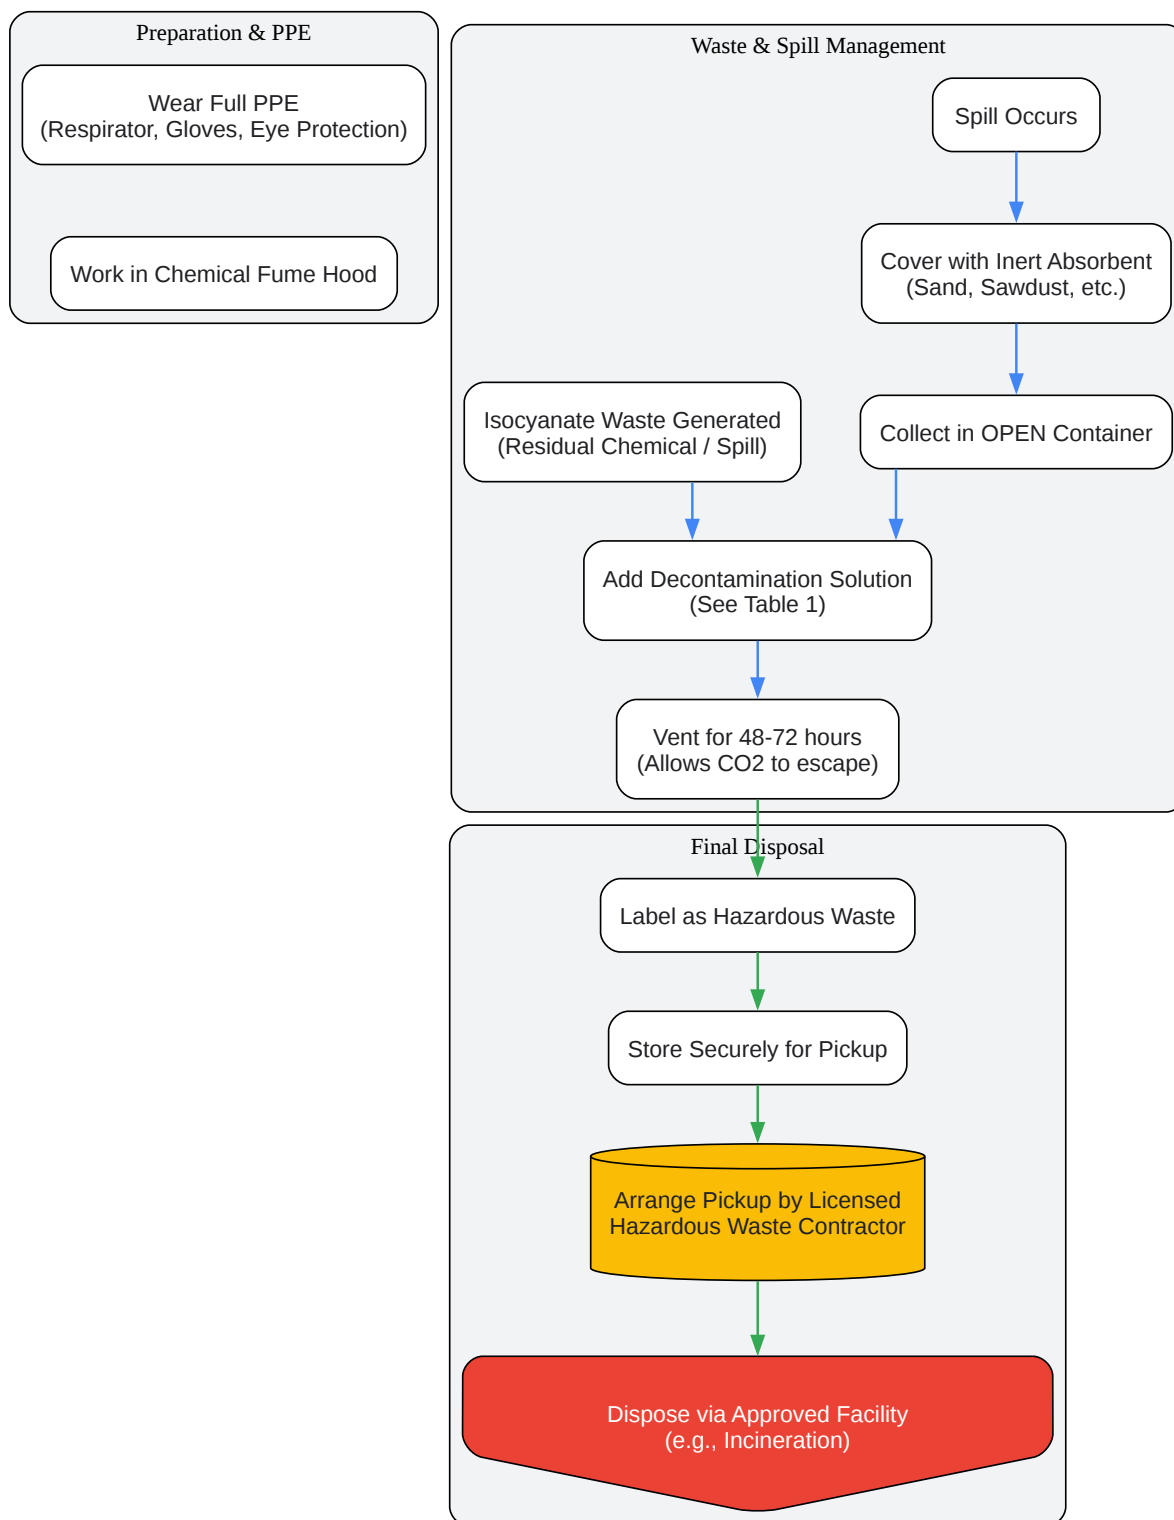 Preparation & PPE
Wear Full PPE
(Respirator, Gloves, Eye Protection)
Work in Chemical Fume Hood
Waste & Spill Management
Spill Occurs
Cover with Inert Absorbent
(Sand, Sawdust, etc.)
Isocyanate Waste Generated
(Residual Chemical / Spill)
Collect in OPEN Container
Add Decontamination Solution
(See Table 1)
Vent for 48-72 hours
(Allows CO2 to escape)
Final Disposal
Label as Hazardous Waste
Store Securely for Pickup
Arrange Pickup by Licensed
Hazardous Waste Contractor
Dispose via Approved Facility
(e.g., Incineration)